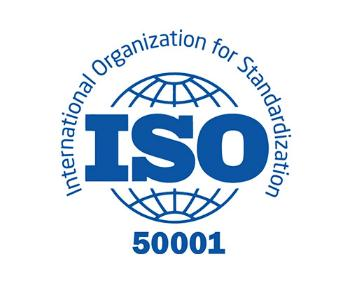 International Organization for Standardization
ISO
50001